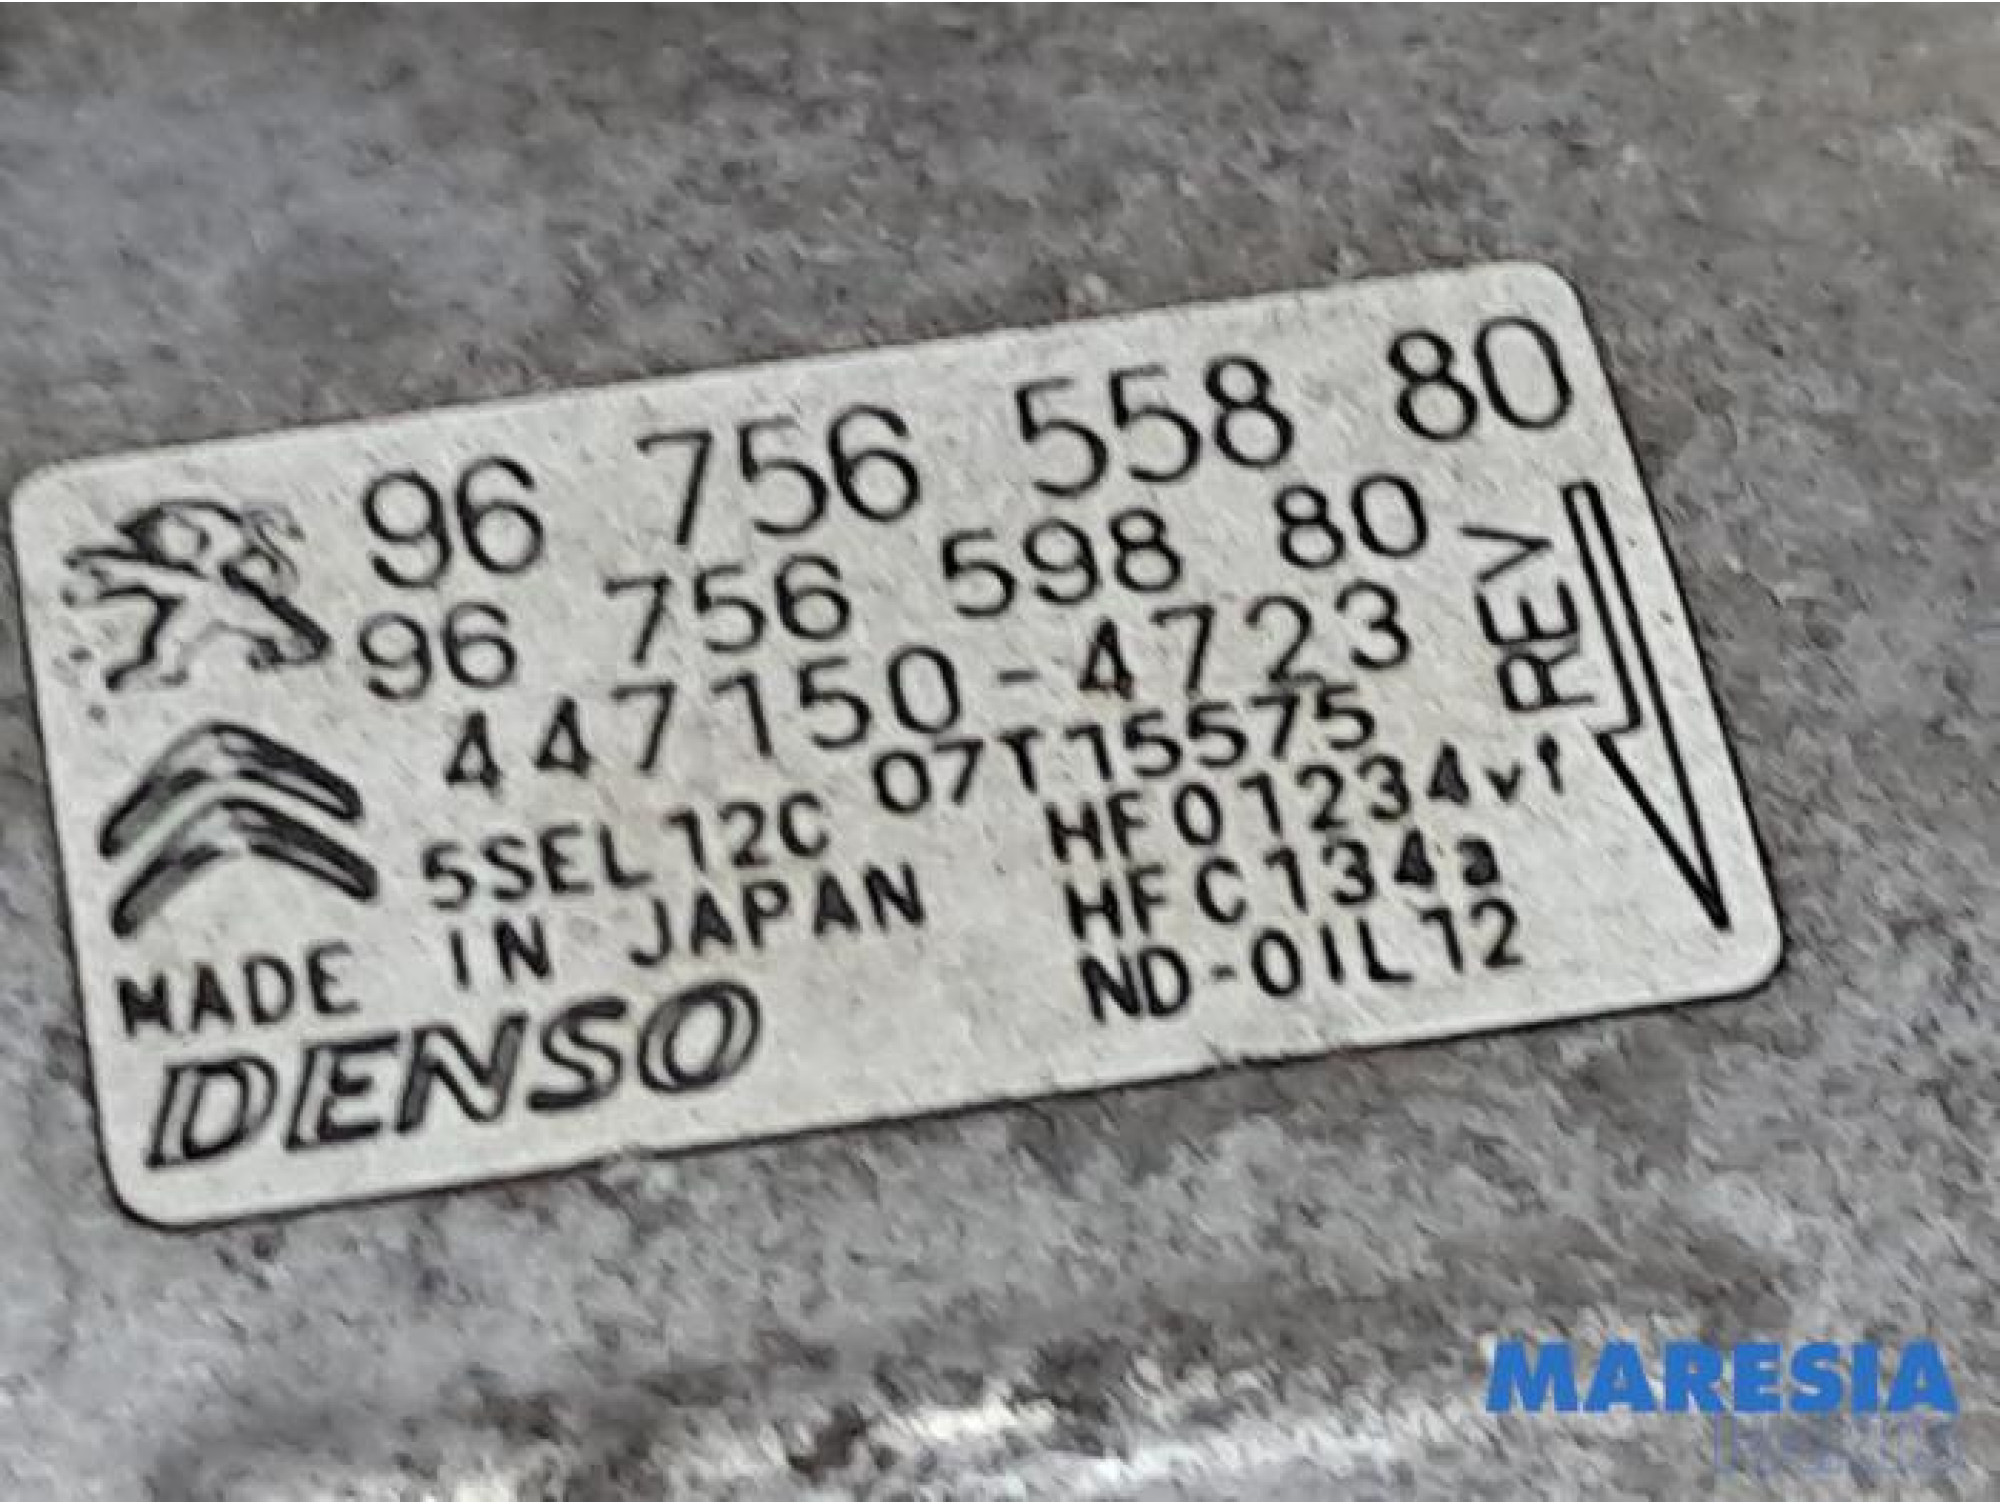 96 756 558 80
96 756 598 80
447150-4723
07T15575
5SEL12C
HF01234yf
HFC134a
ND-OIL12
MADE IN JAPAN
DENSO
REV
MARESIA